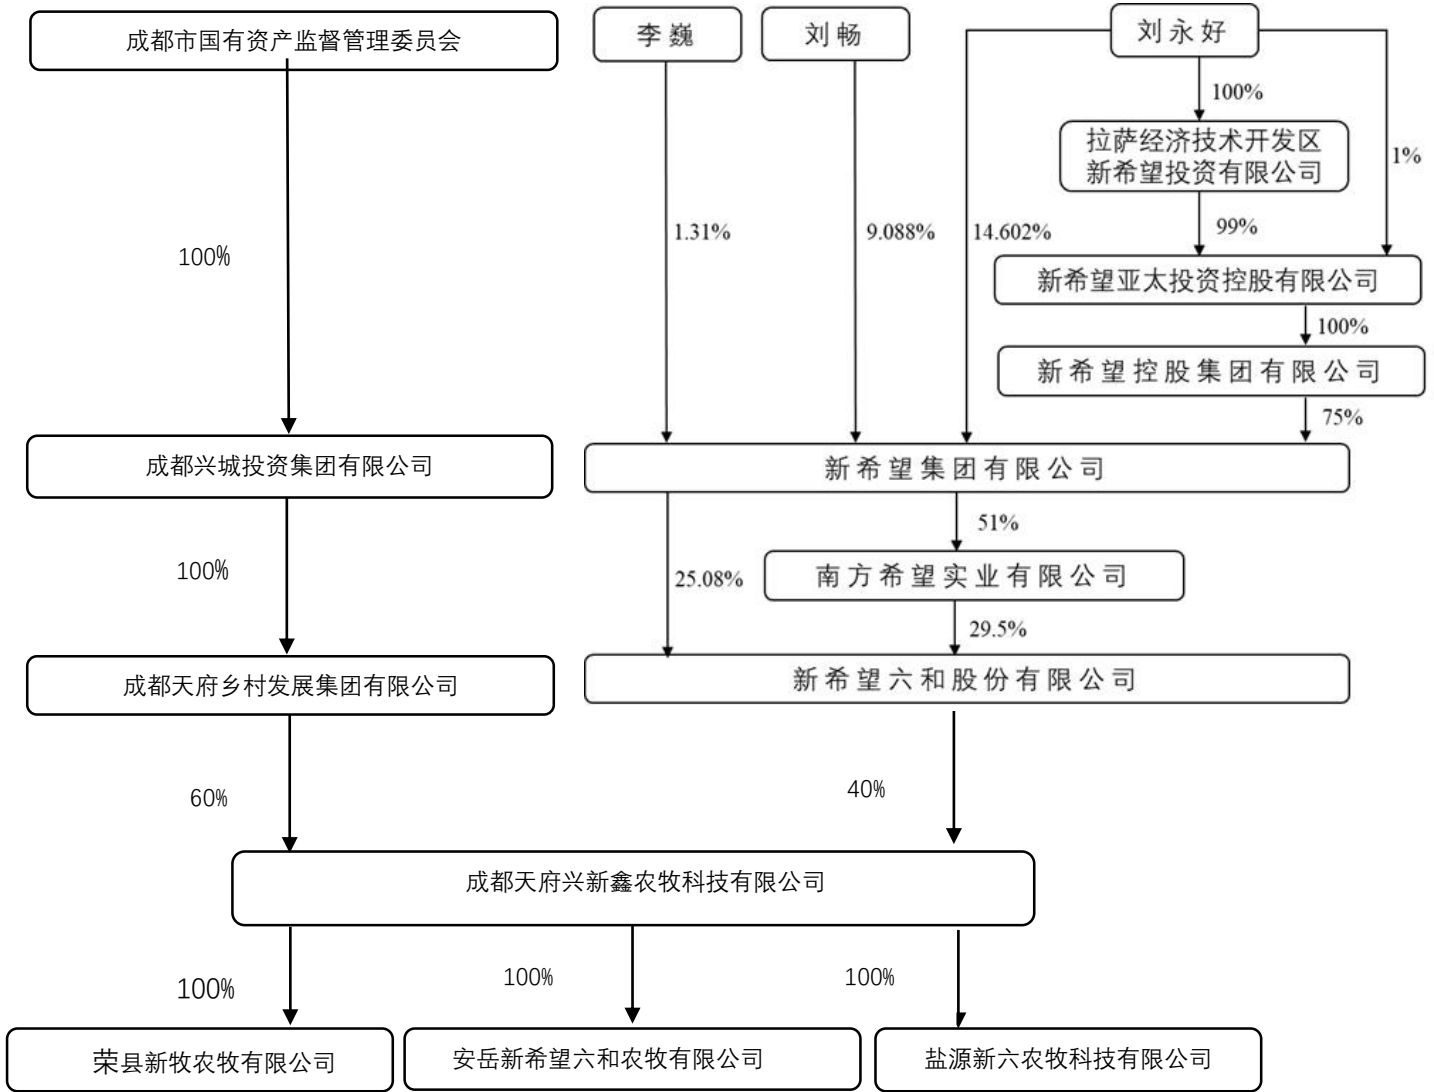 成都市国有资产监督管理委员会
李 巍
刘 畅
刘 永 好
100%
拉萨经济技术开发区
新希望投资有限公司
1%
100%
1.31%
9.088%
14.602%
99%
新希望亚太投资控股有限公司
100%
新 希 望 控 股 集 团 有 限 公 司
75%
成都兴城投资集团有限公司
新 希 望 集 团 有 限 公 司
51%
100%
25.08%
南 方 希 望 实 业 有 限 公 司
29.5%
成都天府乡村发展集团有限公司
新 希 望 六 和 股 份 有 限 公 司
60%
40%
成都天府兴新鑫农牧科技有限公司
100%
100%
100%
荣县新牧农牧有限公司
安岳新希望六和农牧有限公司
盐源新六农牧科技有限公司